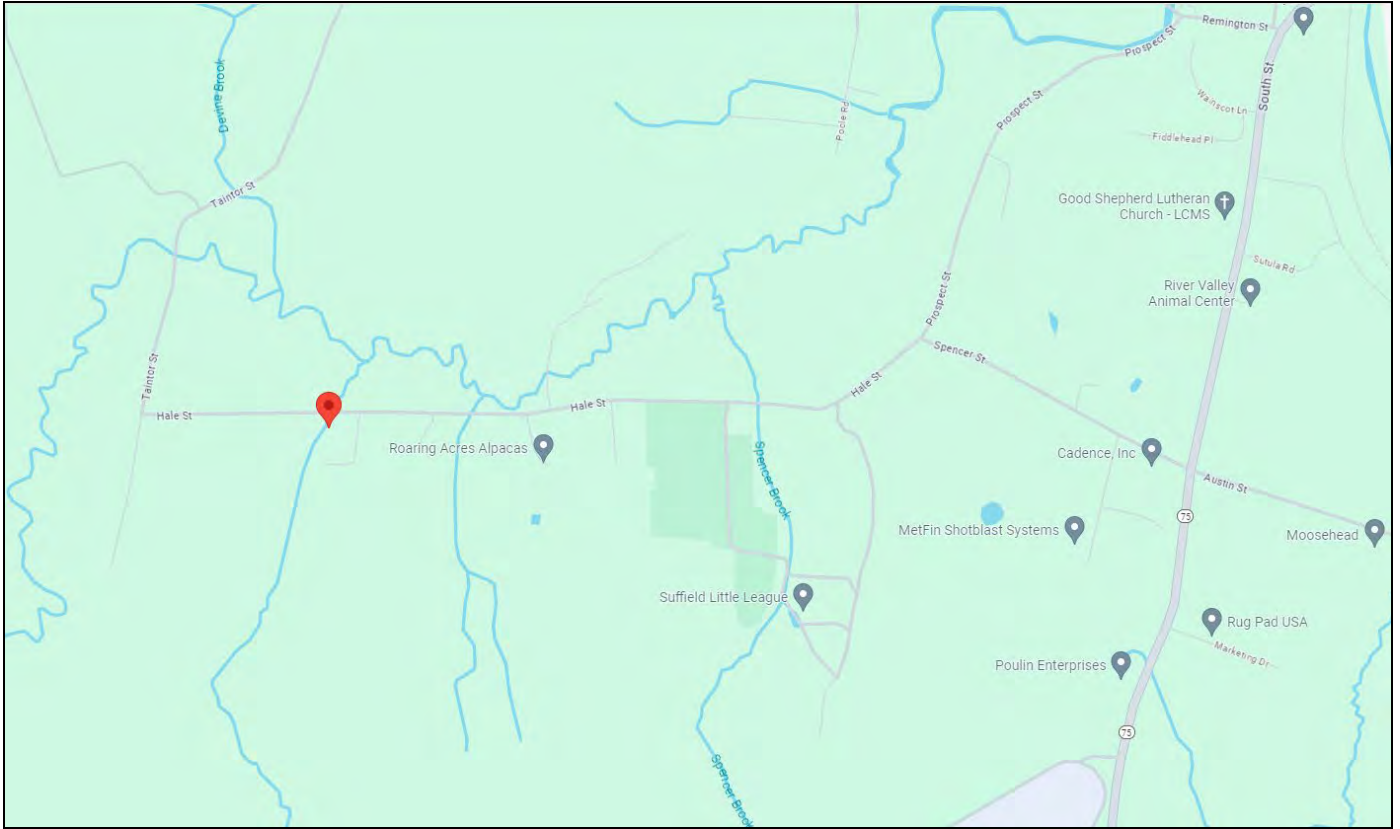 Remington St
Prospect St
South St
Devine Brook
Wainscot Ln
Poole Rd
Prospect St
Fiddlehead Pl
Taintor St
Good Shepherd Lutheran
Church - LCMS
Sutula Rd
River Valley
Animal Center
Prospect St
Spencer St
Taintor St
Hale St
Hale St
Hale St
Roaring Acres Alpacas
Cadence, Inc
Spencer Brook
Austin St
75
MetFin Shotblast Systems
Moosehead
Suffield Little League
Rug Pad USA
Marketing Dr
Poulin Enterprises
75
Spencer Brook